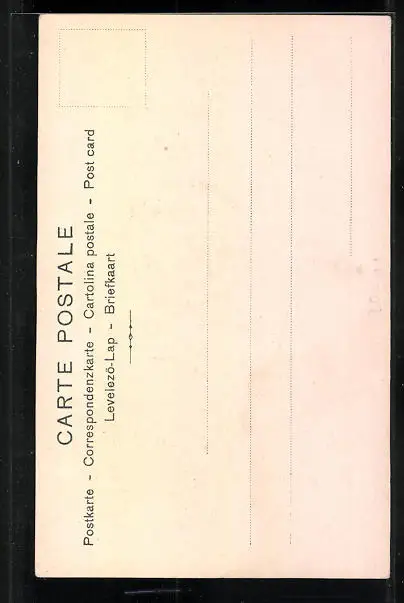 CARTE POSTALE
Postkarte – Correspondenzkarte – Cartolina postale – Post card
Levelező-Lap – Briefkaart